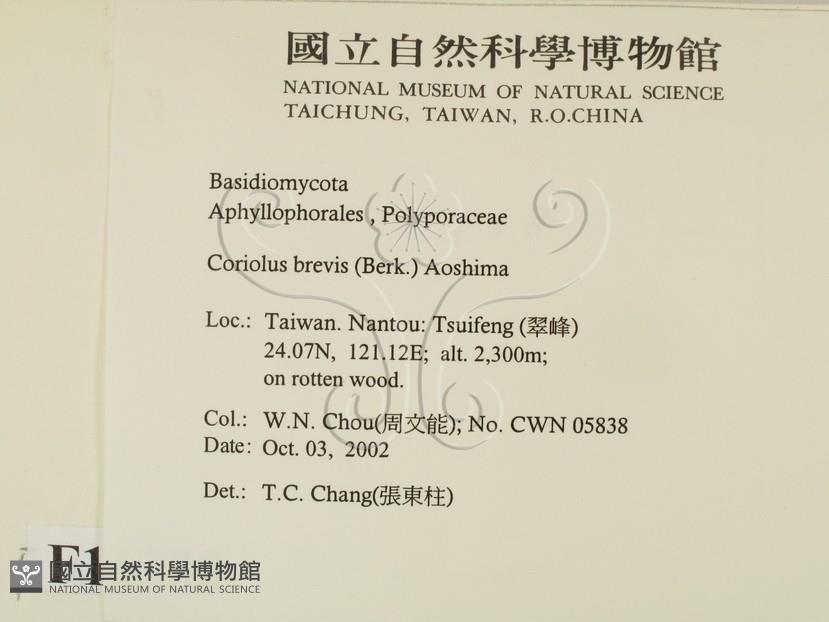 國立自然科學博物館
NATIONAL MUSEUM OF NATURAL SCIENCE
TAICHUNG, TAIWAN, R.O.CHINA
Basidiomycota
Aphyllophorales , Polyporaceae
Coriolus brevis (Berk.) Aoshima
Loc.: Taiwan. Nantou: Tsuifeng (翠峰)
24.07N, 121.12E; alt. 2,300m;
on rotten wood.
Col.: W.N. Chou(周文能); No. CWN 05838
Date: Oct. 03, 2002
Det.: T.C. Chang(張東柱)
F1
國立自然科學博物館
NATIONAL MUSEUM OF NATURAL SCIENCE